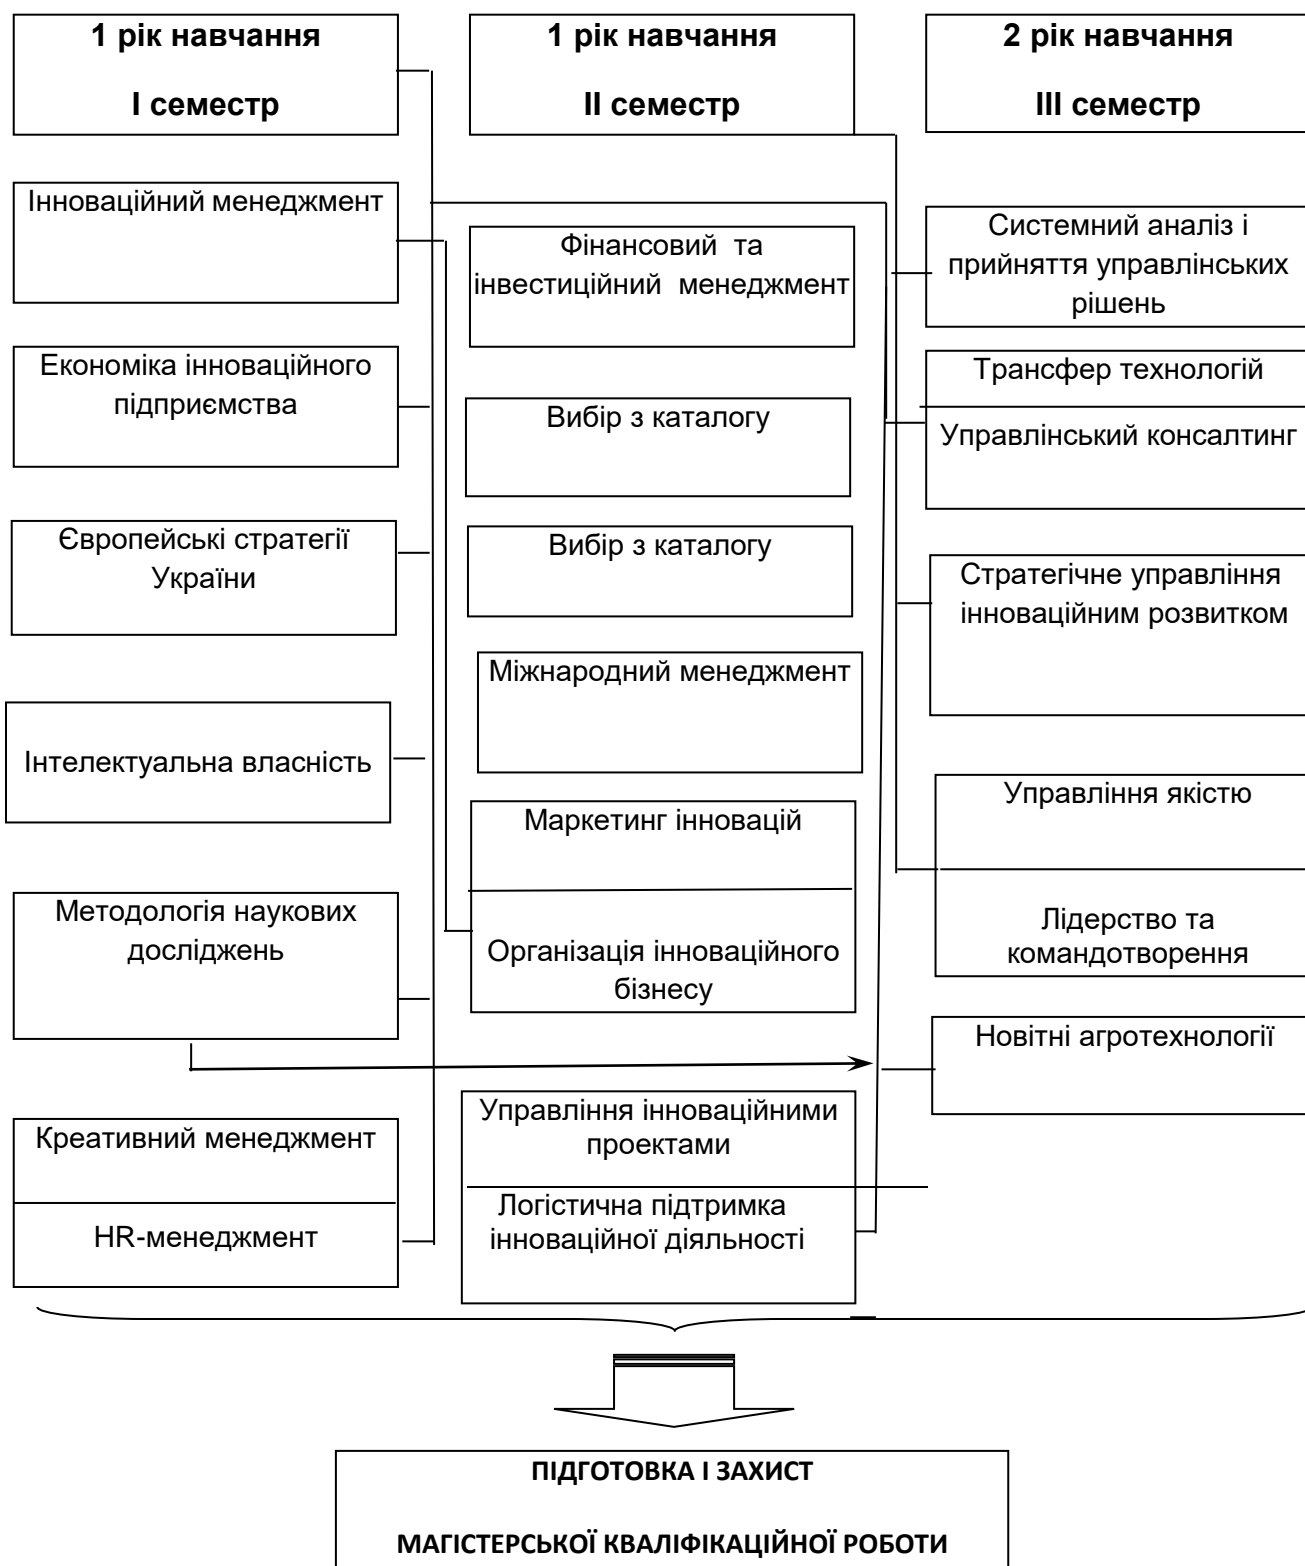 1 рік навчання
І семестр
1 рік навчання
ІІ семестр
2 рік навчання
ІІІ семестр
Інноваційний менеджмент
Економіка інноваційного
підприємства
Європейські стратегії
України
Інтелектуальна власність
Методологія наукових
досліджень
Креативний менеджмент
HR-менеджмент
Фінансовий та
інвестиційний менеджмент
Вибір з каталогу
Вибір з каталогу
Міжнародний менеджмент
Маркетинг інновацій
Організація інноваційного
бізнесу
Управління інноваційними
проектами
Логістична підтримка
інноваційної діяльності
Системний аналіз і
прийняття управлінських
рішень
Трансфер технологій
Управлінський консалтинг
Стратегічне управління
інноваційним розвитком
Управління якістю
Лідерство та
командотворення
Новітні агротехнології
ПІДГОТОВКА І ЗАХИСТ
МАГІСТЕРСЬКОЇ КВАЛІФІКАЦІЙНОЇ РОБОТИ